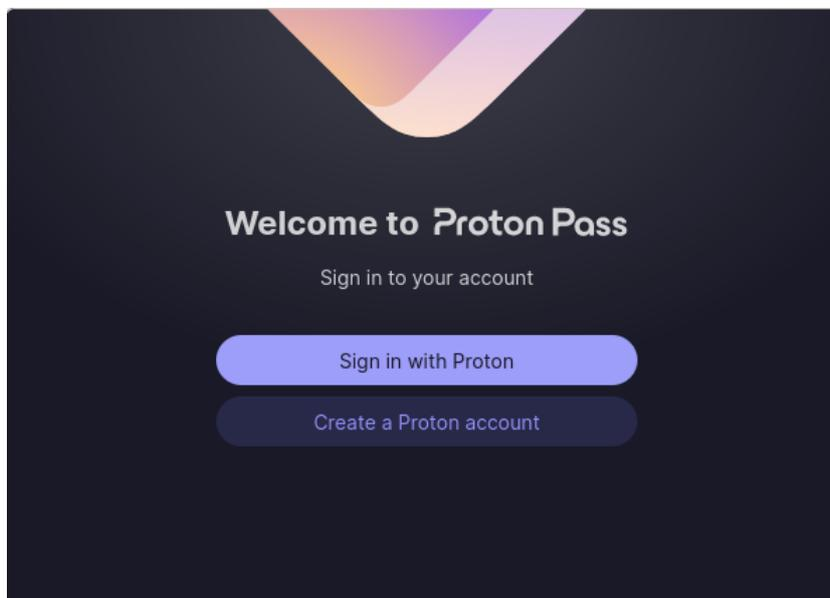 Welcome to Proton Pass
Sign in to your account
Sign in with Proton
Create a Proton account